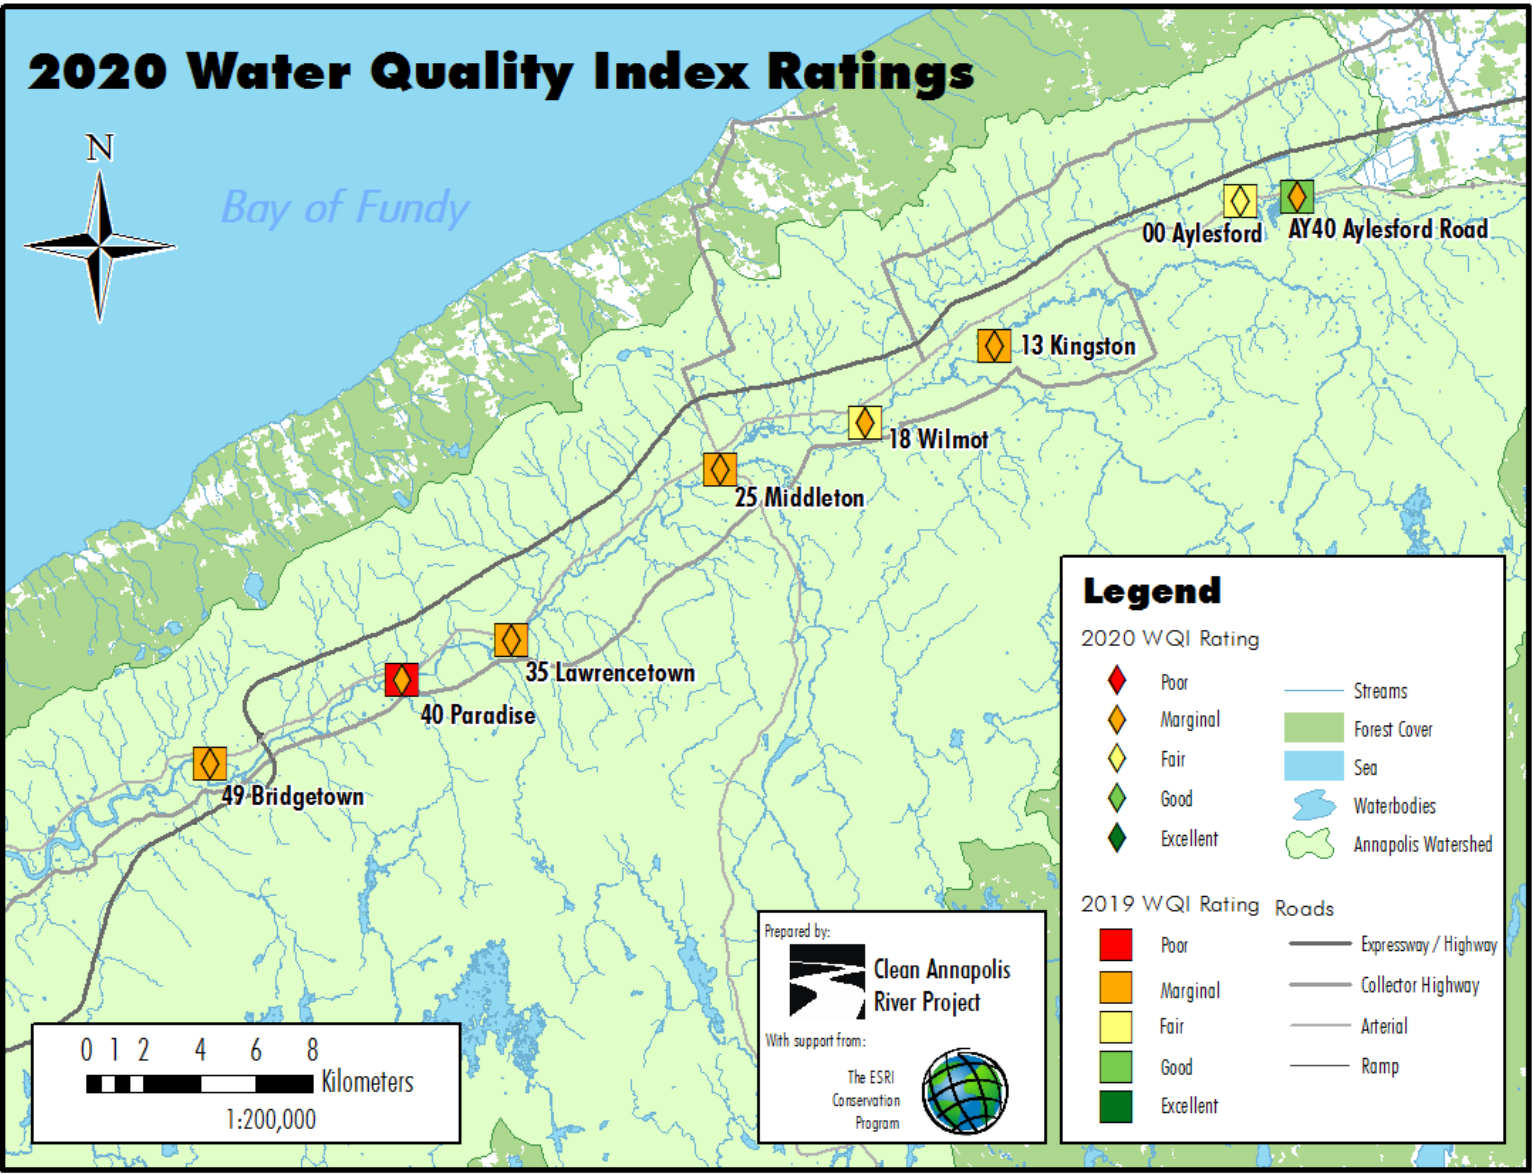 2020 Water Quality Index Ratings
N
Bay of Fundy
00 Aylesford
AY40 Aylesford Road
13 Kingston
18 Wilmot
25 Middleton
35 Lawrencetown
40 Paradise
49 Bridgetown
Legend
2020 WQI Rating
Poor
Marginal
Fair
Good
Excellent
Streams
Forest Cover
Sea
Waterbodies
Annapolis Watershed
2019 WQI Rating
Poor
Marginal
Fair
Good
Excellent
Roads
Expressway / Highway
Collector Highway
Arterial
Ramp
Prepared by:
Clean Annapolis
River Project
With support from:
The ESRI
Conservation
Program
0 1 2 4 6 8
Kilometers
1:200,000